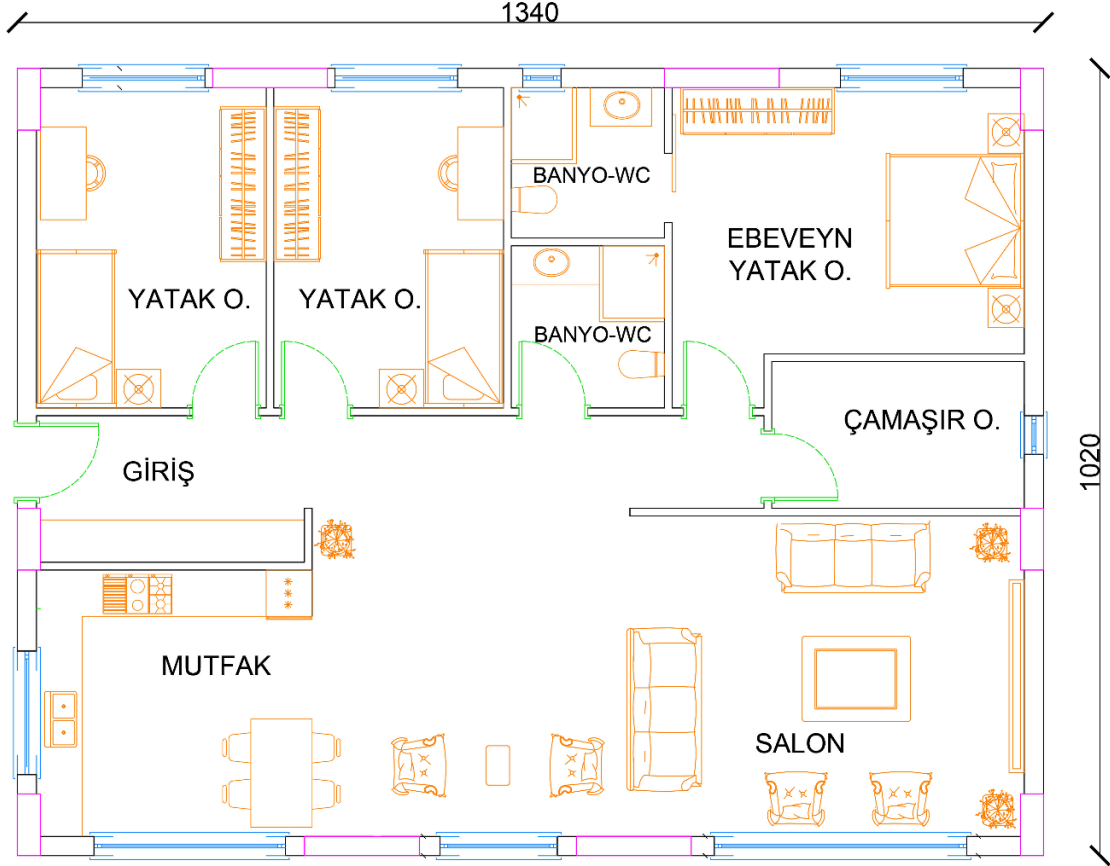 1340
BANYO-WC
EBEVEYN
YATAK O.
YATAK O.
YATAK O.
BANYO-WC
ÇAMAŞIR O.
GİRİŞ
1020
MUTFAK
SALON